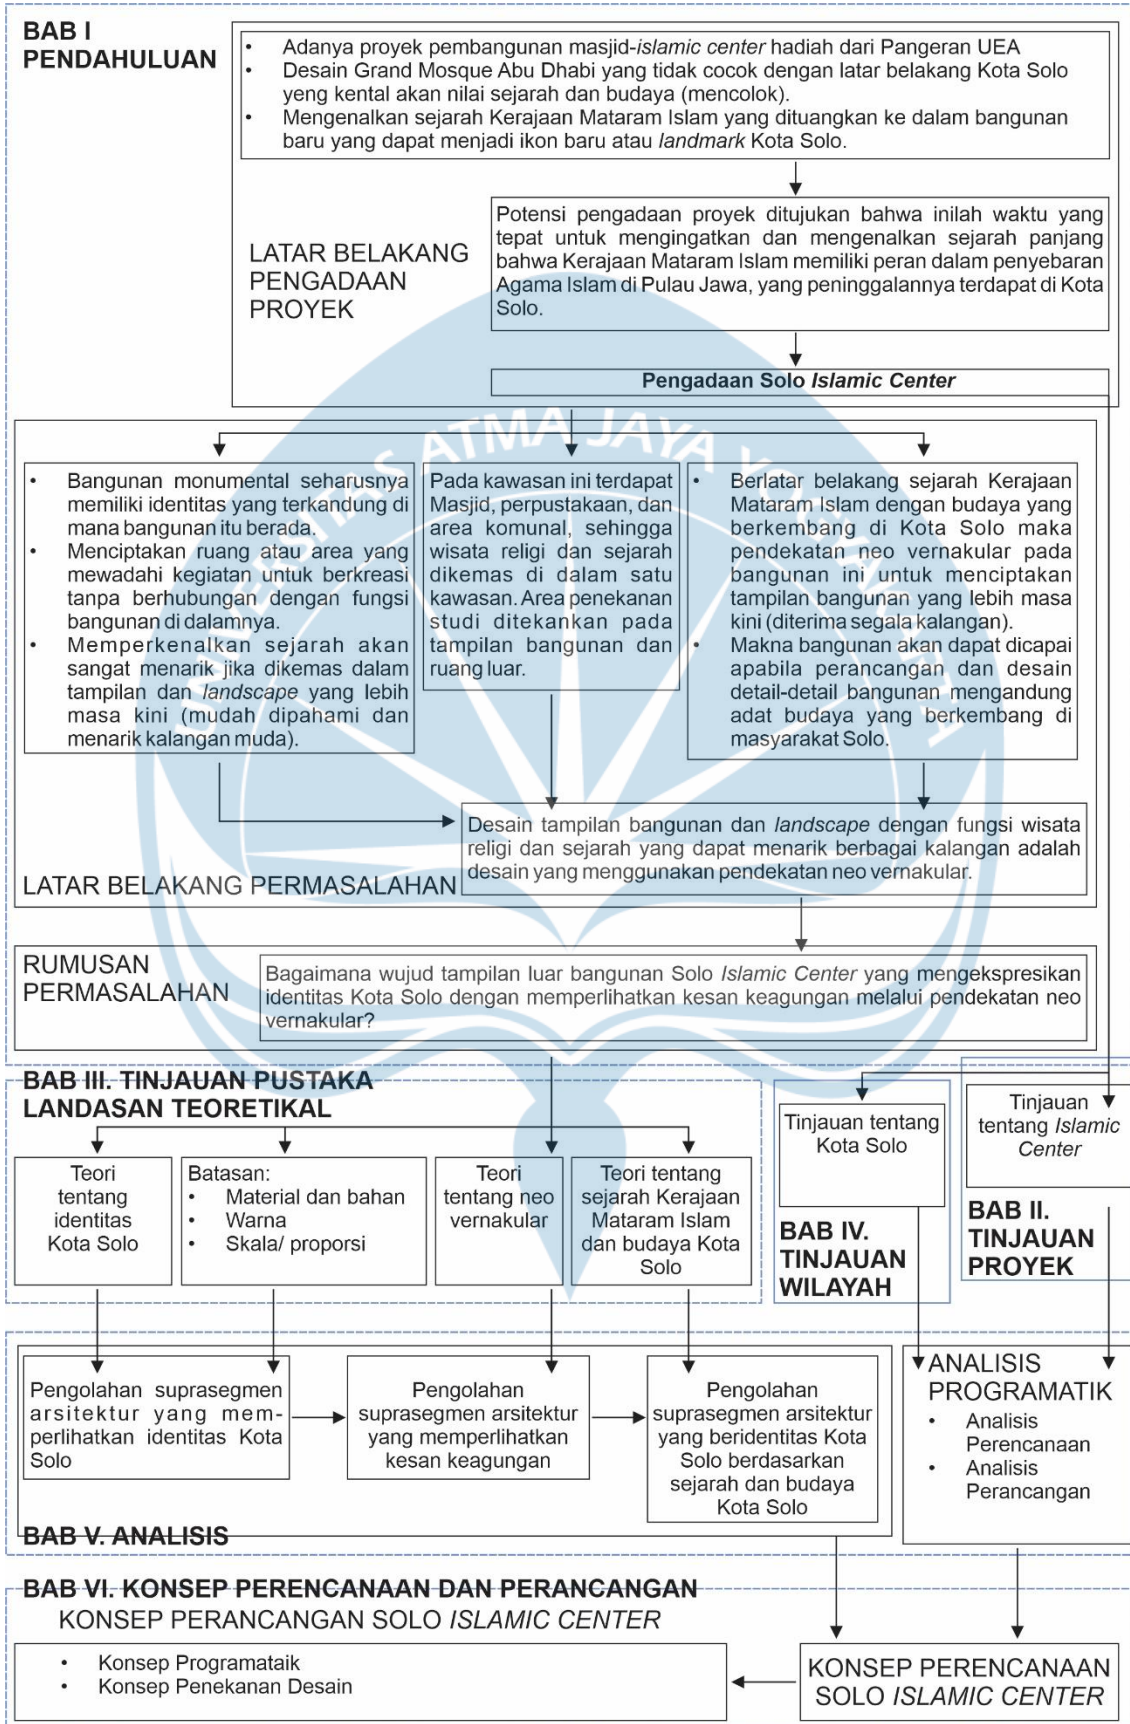 BAB I
PENDAHULUAN
• Adanya proyek pembangunan masjid-islamic center hadiah dari Pangeran UEA
• Desain Grand Mosque Abu Dhabi yang tidak cocok dengan latar belakang Kota Solo
yeng kental akan nilai sejarah dan budaya (mencolok).
• Mengenalkan sejarah Kerajaan Mataram Islam yang dituangkan ke dalam bangunan
baru yang dapat menjadi ikon baru atau landmark Kota Solo.
LATAR BELAKANG
PENGADAAN
PROYEK
Potensi pengadaan proyek ditujukan bahwa inilah waktu yang
tepat untuk mengingatkan dan mengenalkan sejarah panjang
bahwa Kerajaan Mataram Islam memiliki peran dalam penyebaran
Agama Islam di Pulau Jawa, yang peninggalannya terdapat di Kota
Solo.
Pengadaan Solo Islamic Center
UNIVERSITAS ATMA JAYA YOGYAKARTA
• Bangunan monumental seharusnya
memiliki identitas yang terkandung di
mana bangunan itu berada.
• Menciptakan ruang atau area yang
mewadahi kegiatan untuk berkreasi
tanpa berhubungan dengan fungsi
bangunan di dalamnya.
• Memperkenalkan sejarah akan
sangat menarik jika dikemas dalam
tampilan dan landscape yang lebih
masa kini (mudah dipahami dan
menarik kalangan muda).
Pada kawasan ini terdapat
Masjid, perpustakaan, dan
area komunal, sehingga
wisata religi dan sejarah
dikemas di dalam satu
kawasan. Area penekanan
studi ditekankan pada
tampilan bangunan dan
ruang luar.
• Berlatar belakang sejarah Kerajaan
Mataram Islam dengan budaya yang
berkembang di Kota Solo maka
pendekatan neo vernakular pada
bangunan ini untuk menciptakan
tampilan bangunan yang lebih masa
kini (diterima segala kalangan).
• Makna bangunan akan dapat dicapai
apabila perancangan dan desain
detail-detail bangunan mengandung
adat budaya yang berkembang di
masyarakat Solo.
Desain tampilan bangunan dan landscape dengan fungsi wisata
religi dan sejarah yang dapat menarik berbagai kalangan adalah
desain yang menggunakan pendekatan neo vernakular.
LATAR BELAKANG PERMASALAHAN
RUMUSAN
PERMASALAHAN
Bagaimana wujud tampilan luar bangunan Solo Islamic Center yang mengekspresikan
identitas Kota Solo dengan memperlihatkan kesan keagungan melalui pendekatan neo
vernakular?
BAB III. TINJAUAN PUSTAKA
LANDASAN TEORETIKAL
Teori
tentang
identitas
Kota Solo
Batasan:
• Material dan bahan
• Warna
• Skala/ proporsi
Teori
tentang neo
vernakular
Teori tentang
sejarah Kerajaan
Mataram Islam
dan budaya Kota
Solo
Tinjauan tentang
Kota Solo
BAB IV.
TINJAUAN
WILAYAH
Tinjauan
tentang Islamic
Center
BAB II.
TINJAUAN
PROYEK
Pengolahan suprasegmen
arsitektur yang mem-
perlihatkan identitas Kota
Solo
Pengolahan
suprasegmen arsitektur
yang memperlihatkan
kesan keagungan
Pengolahan
suprasegmen arsitektur
yang beridentitas Kota
Solo berdasarkan
sejarah dan budaya
Kota Solo
BAB V. ANALISIS
ANALISIS
PROGRAMATIK
• Analisis
Perencanaan
• Analisis
Perancangan
BAB VI. KONSEP PERENCANAAN DAN PERANCANGAN
KONSEP PERANCANGAN SOLO ISLAMIC CENTER
• Konsep Programataik
• Konsep Penekanan Desain
KONSEP PERENCANAAN
SOLO ISLAMIC CENTER